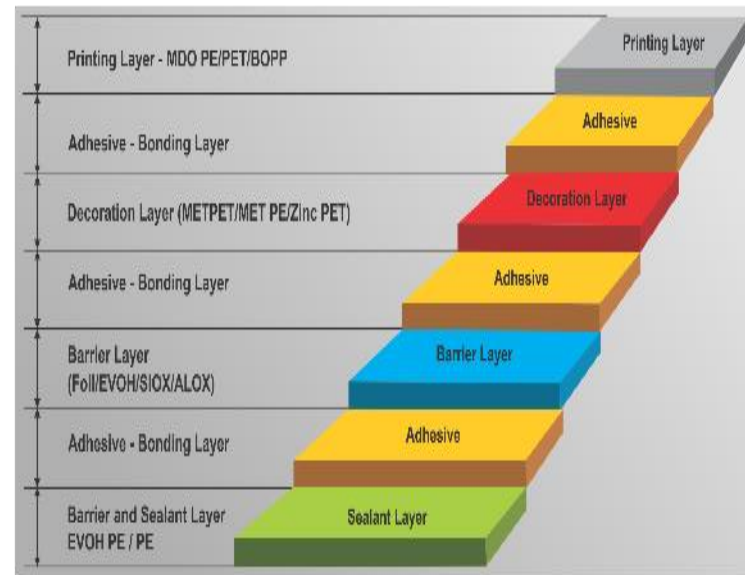 Printing Layer - MDO PE/PET/BOPP
Printing Layer
Adhesive - Bonding Layer
Adhesive
Decoration Layer (METPET/MET PE/Zinc PET)
Decoration Layer
Adhesive - Bonding Layer
Adhesive
Barrier Layer
(Foil/EVOH/SIOX/ALOX)
Barrier Layer
Adhesive - Bonding Layer
Adhesive
Barrier and Sealant Layer
EVOH PE / PE
Sealant Layer